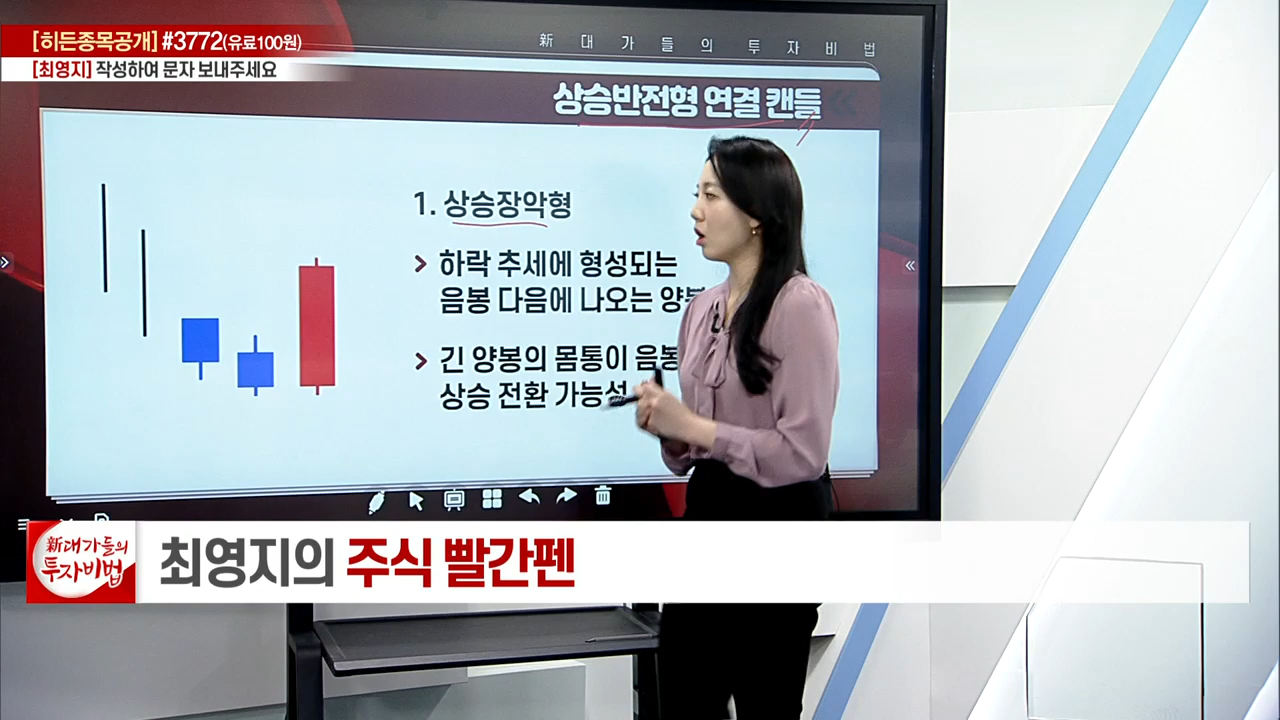 [히든종목공개] #3772(유료100원)
[최영지] 작성하여 문자 보내주세요
新 대가들의 투자비법
상승반전형 연결 캔들
1. 상승장악형
하락 추세에 형성되는
음봉 다음에 나오는
긴 양봉의 몸통이
상승 전환 가능성
新대가들의
투자비법
최영지의 주식 빨간펜